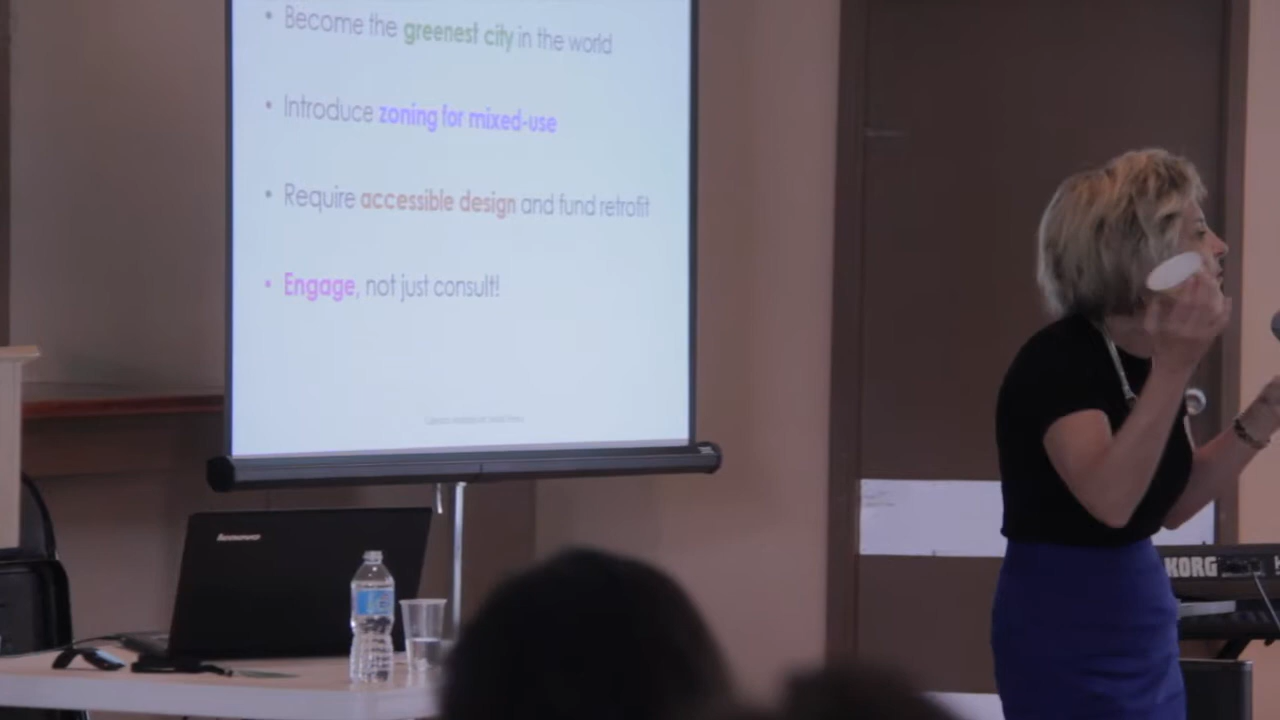 • Become the greenest city in the world
• Introduce zoning for mixed-use
• Require accessible design and fund retrofit
• Engage, not just consult!
lenovo
KORG